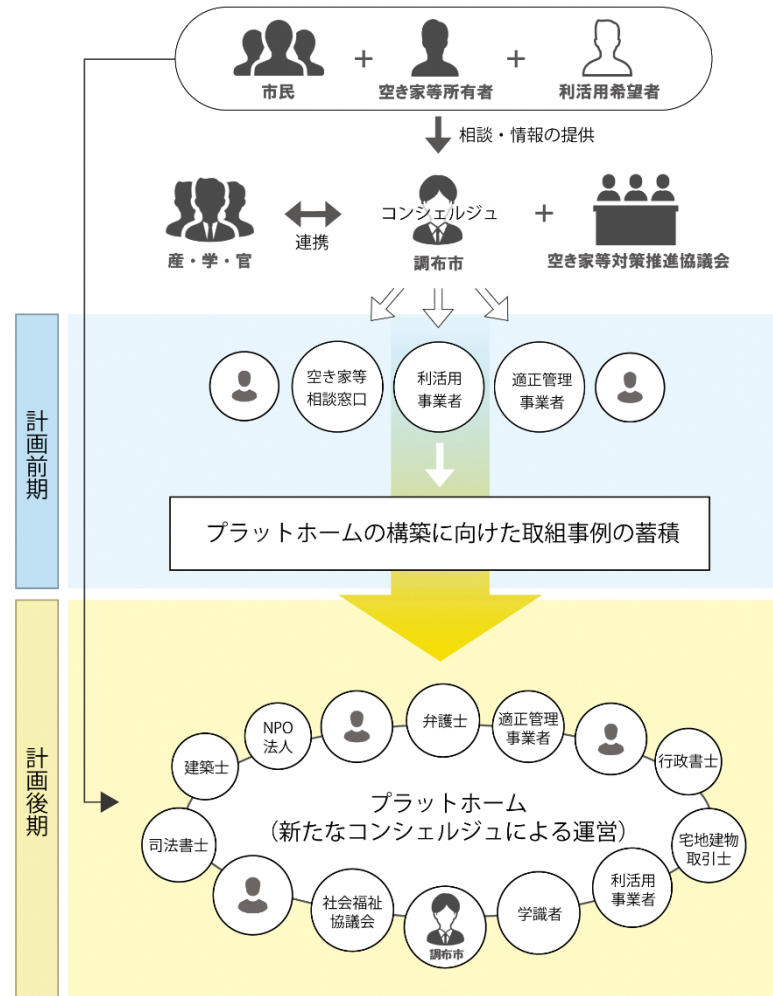 市民
+
空き家等所有者
+
利活用希望者
相談・情報の提供
産・学・官
連携
コンシェルジュ
調布市
+
空き家等対策推進協議会
計画前期
空き家等
相談窓口
利活用
事業者
適正管理
事業者
プラットホームの構築に向けた取組事例の蓄積
計画後期
建築士
NPO
法人
弁護士
適正管理
事業者
行政書士
プラットホーム
(新たなコンシェルジュによる運営)
司法書士
社会福祉
協議会
調布市
学識者
利活用
事業者
宅地建物
取引士